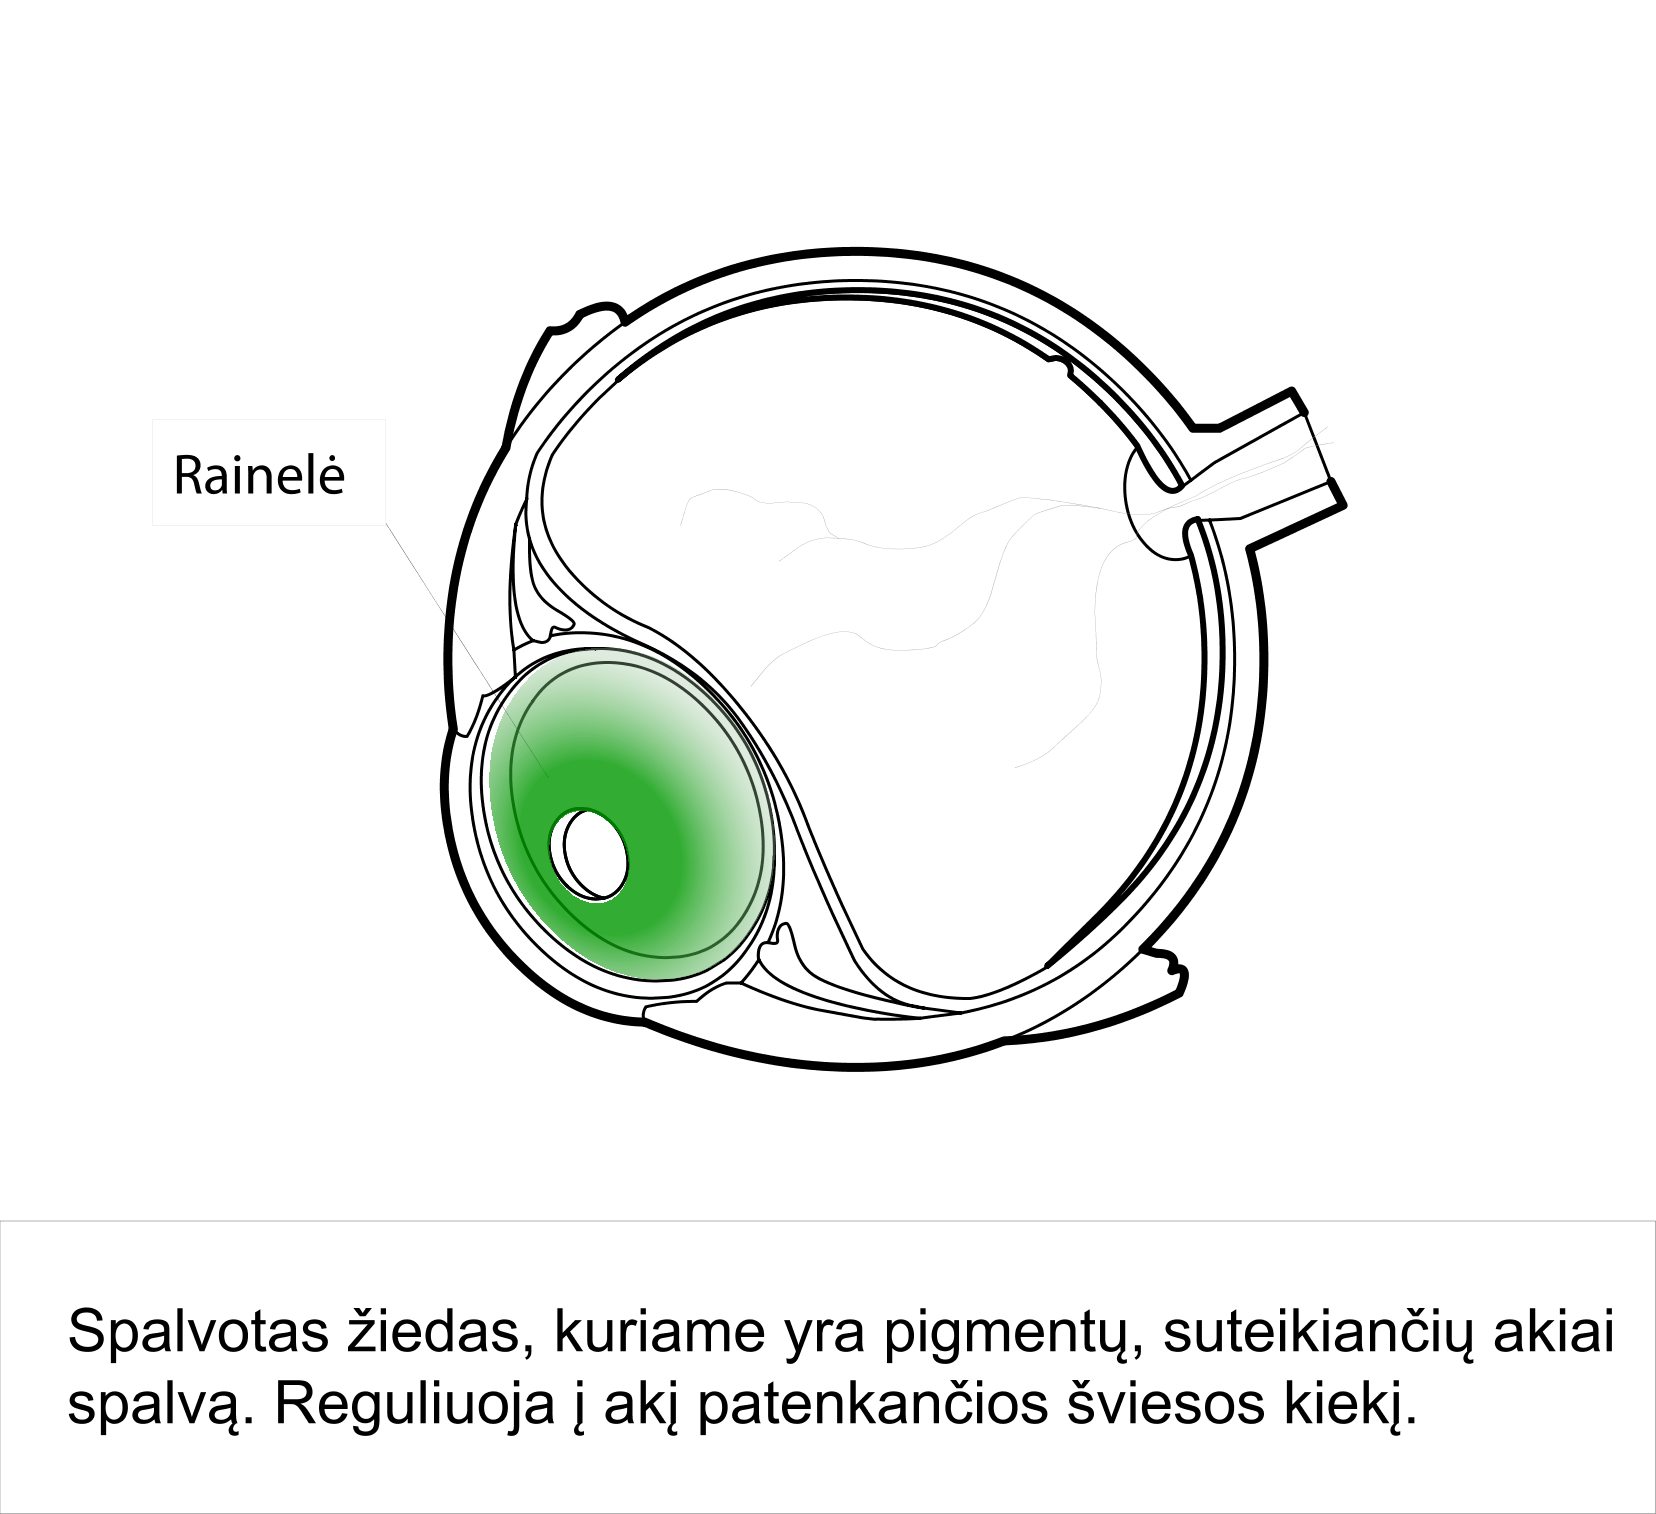 Rainelė
Spalvotas žiedas, kuriame yra pigmentų, suteikiančių akiai
spalvą. Reguliuoja į akį patenkančios šviesos kiekį.